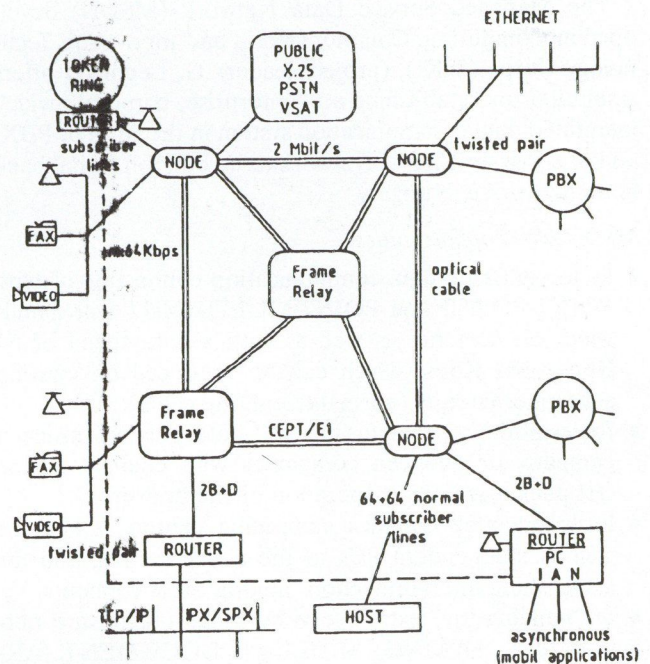 ETHERNET
TOKEN
RING
PUBLIC
X.25
PSTN
VSAT
ROUTER
subscriber
lines
NODE
2 Mbit/s
NODE
twisted pair
PBX
FAX
64Kbps
VIDEO
Frame
Relay
optical
cable
Frame
Relay
CEPT/E1
NODE
PBX
FAX
2B+D
64+64 normal
subscriber
lines
2B+D
VIDEO
twisted pair
ROUTER
ROUTER
PC
TCP/IP
IPX/SPX
HOST
asynchronous
(mobil applications)